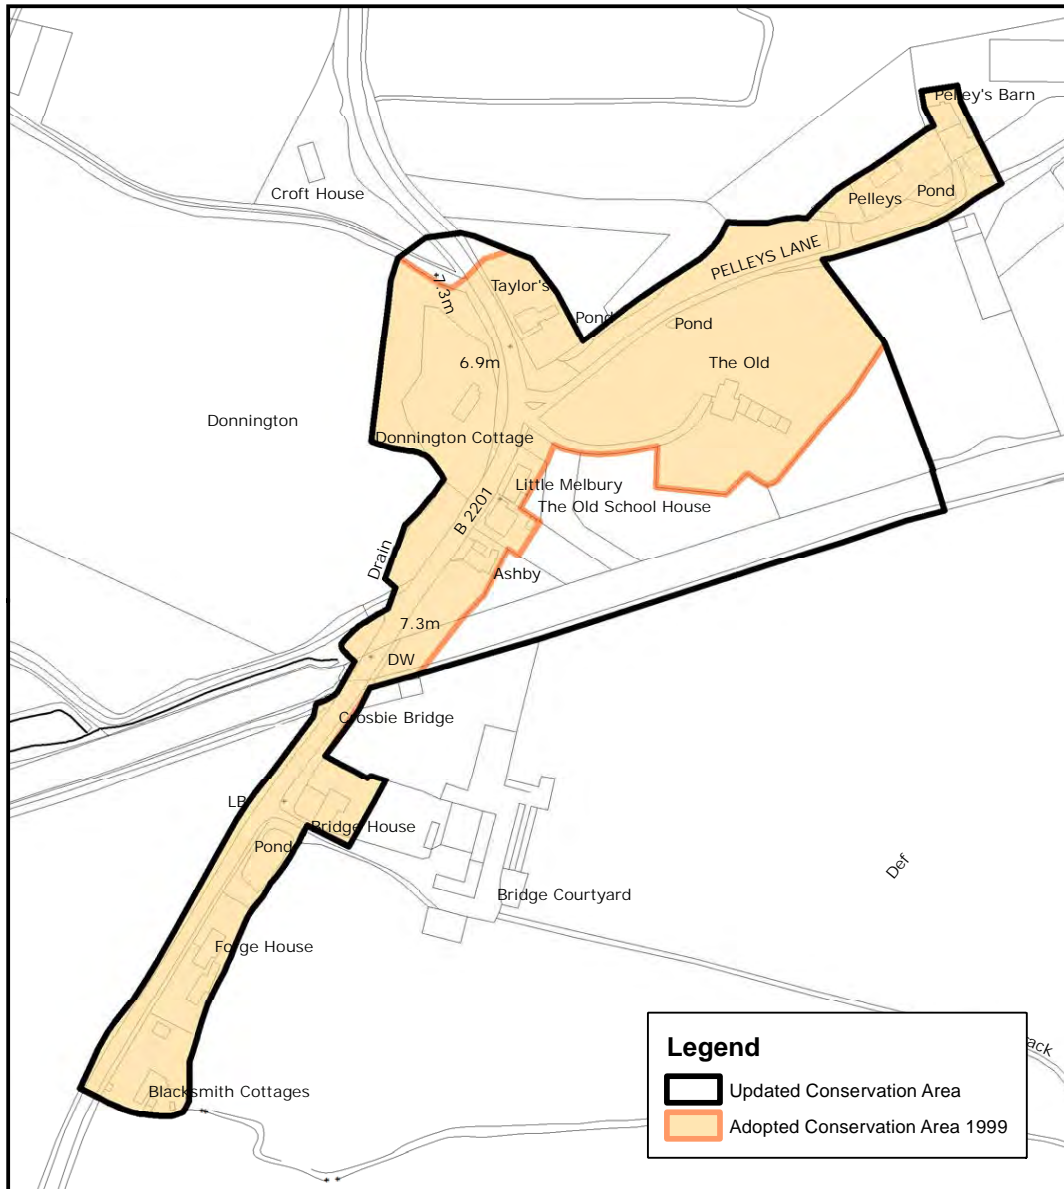 Pelley's Barn
Croft House
Pelleys
Pond
PELLEYS LANE
7.3m
Taylor's
Pond
Pond
6.9m
The Old
Donnington
Donnington Cottage
Little Melbury
B 2201
The Old School House
Drain
Ashby
7.3m
DW
Crosbie Bridge
LB
Bridge House
Pond
Def
Bridge Courtyard
Forge House
ack
Blacksmith Cottages
Legend
Updated Conservation Area
Adopted Conservation Area 1999